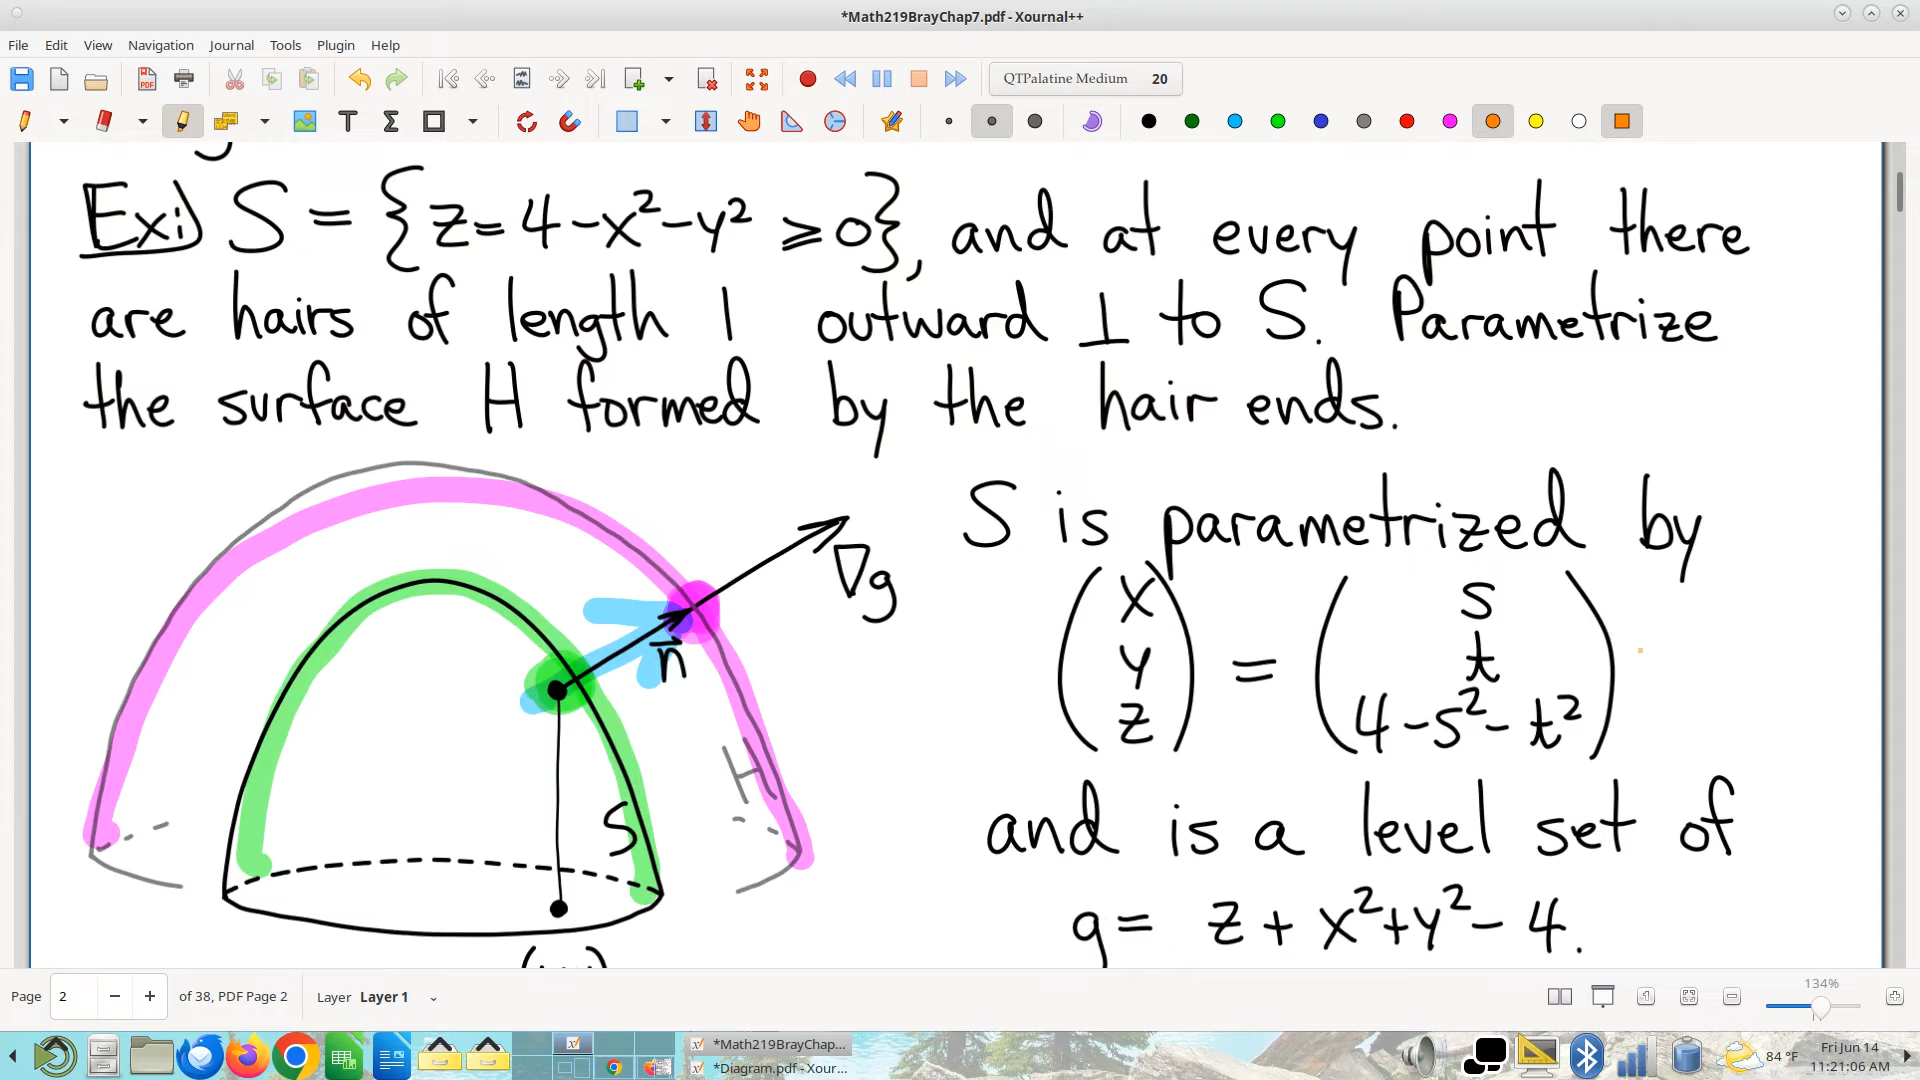 *Math219BrayChap7.pdf - Xournal++
File Edit View Navigation Journal Tools Plugin Help
QTPalatine Medium 20
Ex:) S = {z=4-x²-y² ≥0}, and at every point there
are hairs of length 1 outward ⊥ to S. Parametrize
the surface H formed by the hair ends.
∇g
n⃗
H
S
S is parametrized by
(x y z) = (s t 4-s²-t²)
and is a level set of
g= z + x²+y²-4.
Page 2 of 38, PDF Page 2 Layer Layer 1 134%
*Math219BrayChap...
*Diagram.pdf - Xour...
84 °F
Fri Jun 14
11:21:06 AM